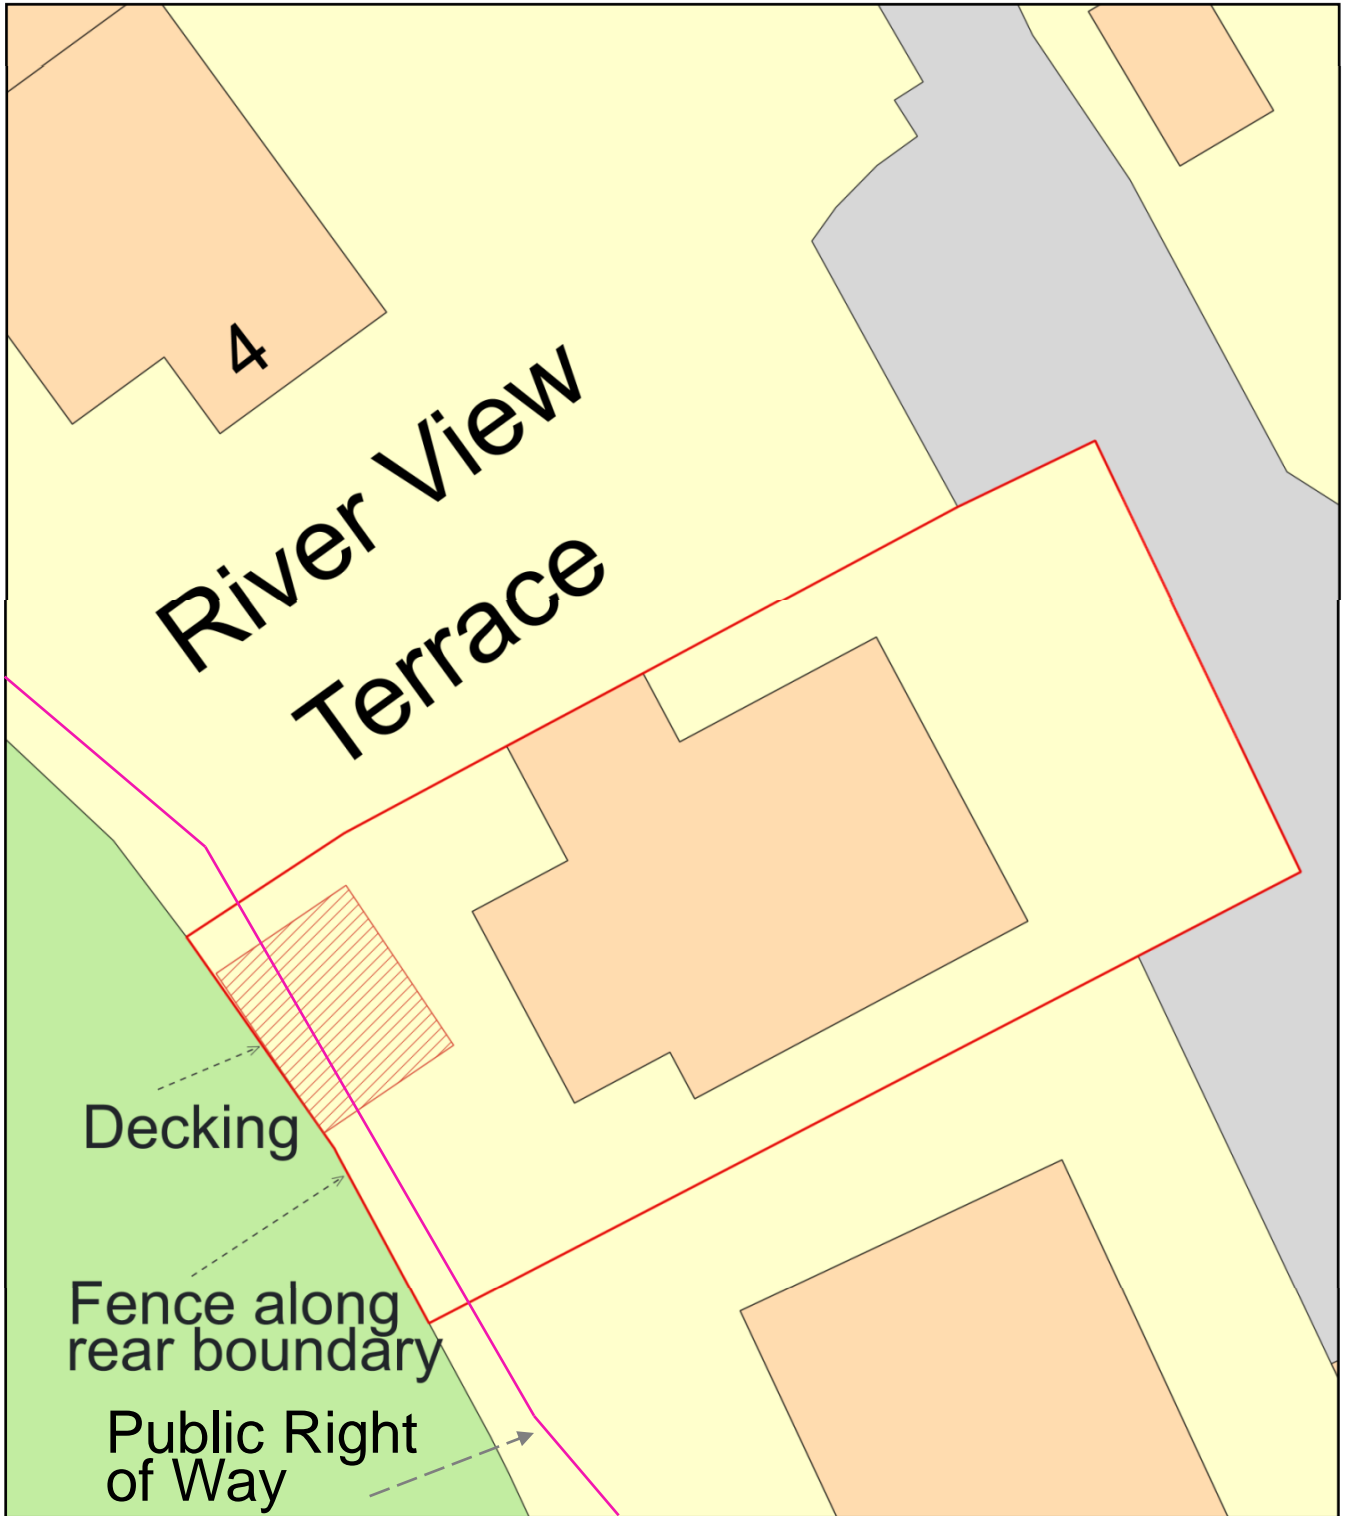 4
River View
Terrace
Decking
Fence along
rear boundary
Public Right
of Way